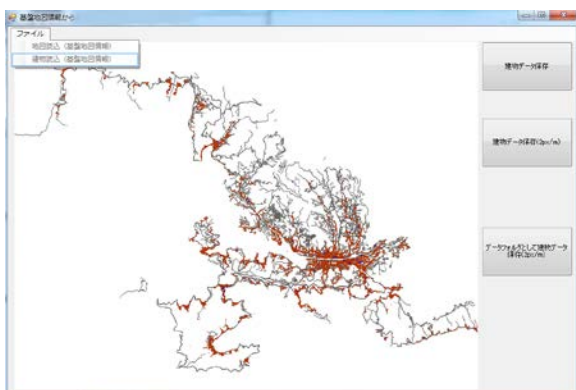 基盤地図情報から
ファイル
地図読込(基盤地図情報)
建物読込(基盤地図情報)
建物データ保存
建物データ保存(2px/m)
データフォルダとして建物データ
保存(2px/m)